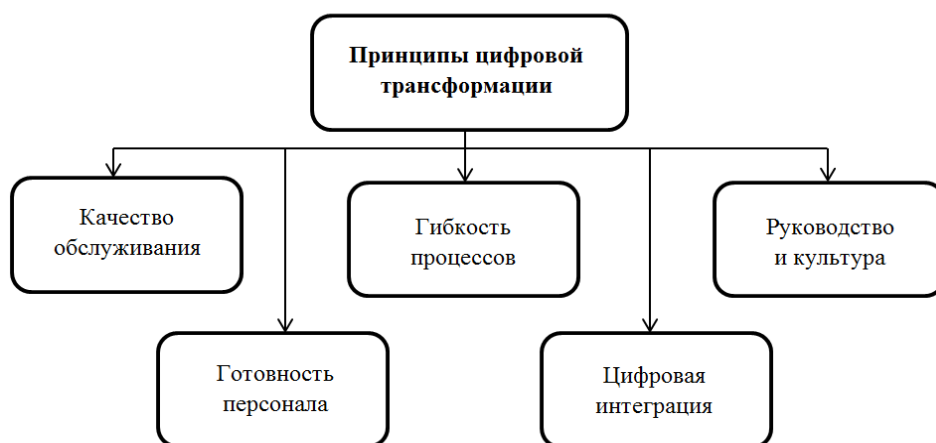 Принципы цифровой
трансформации
Качество
обслуживания
Гибкость
процессов
Руководство
и культура
Готовность
персонала
Цифровая
интеграция